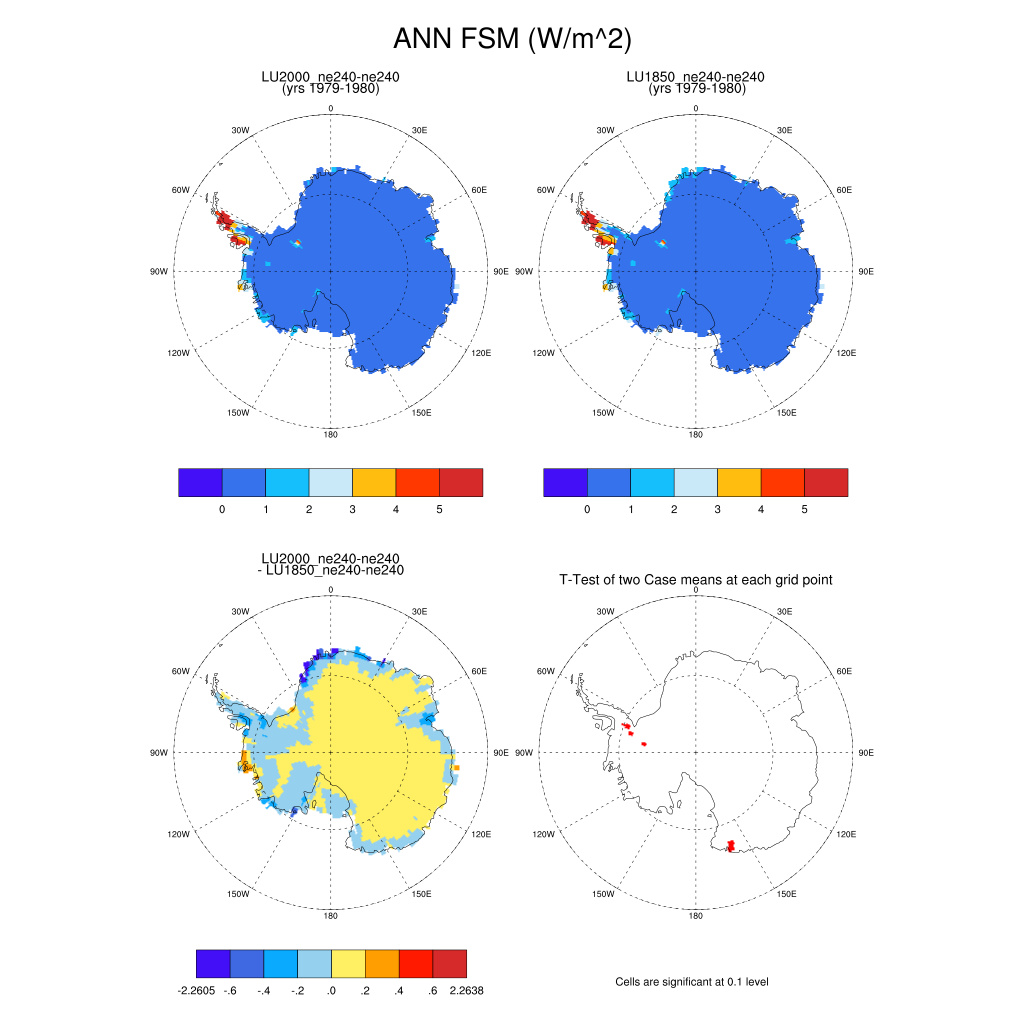 ANN FSM (W/m^2)
LU2000_ne240-ne240
(yrs 1979-1980)
0
30E
60E
90E
120E
150E
180
150W
120W
90W
60W
30W
0 1 2 3 4 5
LU1850_ne240-ne240
(yrs 1979-1980)
0
30E
60E
90E
120E
150E
180
150W
120W
90W
60W
30W
0 1 2 3 4 5
LU2000_ne240-ne240
- LU1850_ne240-ne240
0
30E
60E
90E
120E
150E
180
150W
120W
90W
60W
30W
-2.2605 -.6 -.4 -.2 .0 .2 .4 .6 2.2638
T-Test of two Case means at each grid point
0
30E
60E
90E
120E
150E
180
150W
120W
90W
60W
30W
Cells are significant at 0.1 level